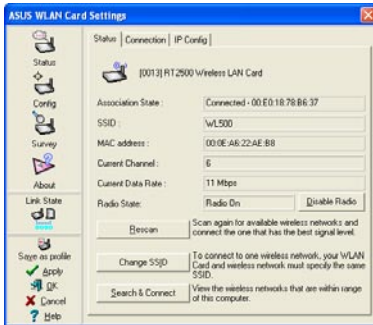 ASUS WLAN Card Settings
Status
Config
Survey
About
Link State
Save as profile
Apply
OK
Cancel
Help
Status Connection IP Config
[0013] RT2500 Wireless LAN Card
Association State : Connected - 00:E0:18:78:B6:37
SSID : WL500
MAC address : 00:0E:A6:22:AE:B8
Current Channel : 6
Current Data Rate : 11 Mbps
Radio State: Radio On Disable Radio
Rescan
Scan again for available wireless networks and
connect the one that has the best signal level.
Change SSID
To connect to one wireless network, your WLAN
Card and wireless network must specify the same
SSID.
Search & Connect
View the wireless networks that are within range
of this computer.